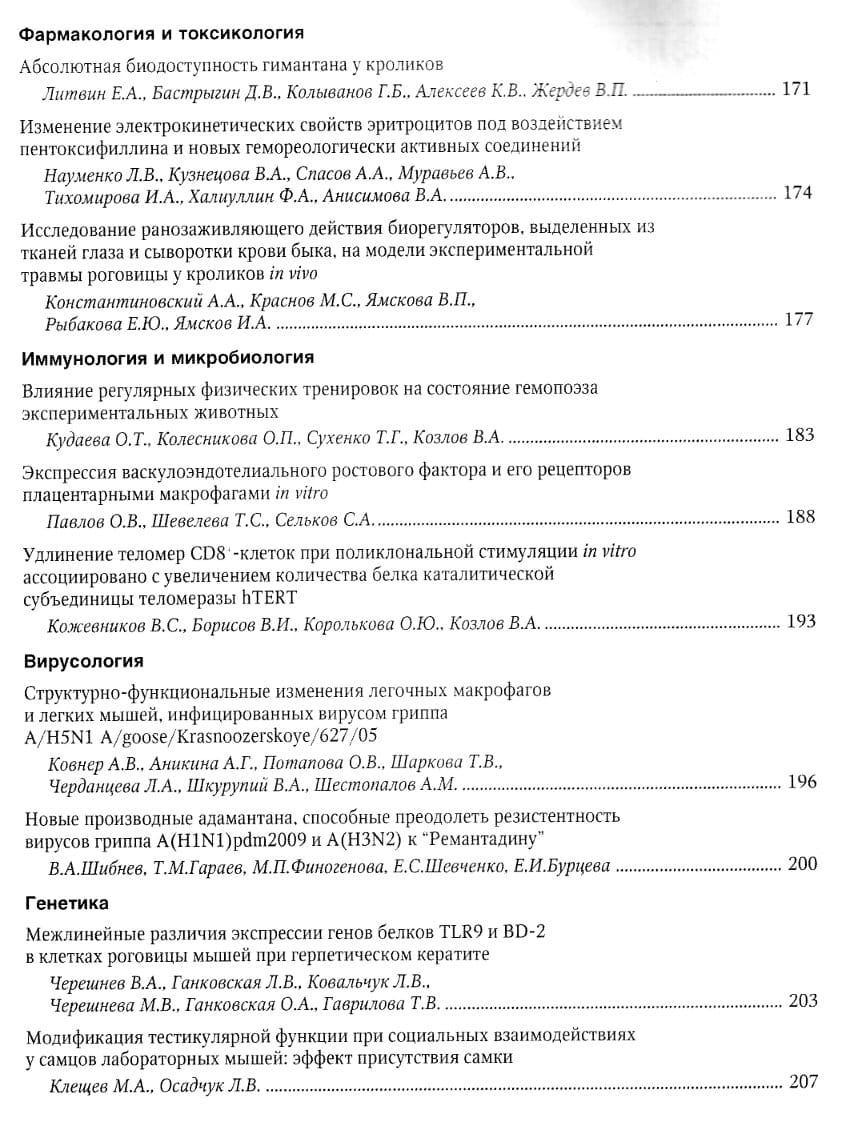 Фармакология и токсикология
Абсолютная биодоступность гимантана у кроликов
Литвин Е.А., Бастрыгин Д.В., Колыванов Г.Б., Алексеев К.В., Жердев В.П. 171
Изменение электрокинетических свойств эритроцитов под воздействием
пентоксифиллина и новых гемореологически активных соединений
Науменко Л.В., Кузнецова В.А., Спасов А.А., Муравьев А.В.,
Тихомирова И.А., Халиуллин Ф.А., Анисимова В.А. 174
Исследование ранозаживляющего действия биорегуляторов, выделенных из
тканей глаза и сыворотки крови быка, на модели экспериментальной
травмы роговицы у кроликов in vivo
Константиновский А.А., Краснов М.С., Ямскова В.П.,
Рыбакова Е.Ю., Ямсков И.А. 177
Иммунология и микробиология
Влияние регулярных физических тренировок на состояние гемопоэза
экспериментальных животных
Кудаева О.Т., Колесникова О.П., Сухенко Т.Г., Козлов В.А. 183
Экспрессия васкулоэндотелиального ростового фактора и его рецепторов
плацентарными макрофагами in vitro
Павлов О.В., Шевелева Т.С., Сельков С.А. 188
Удлинение теломер CD8⁺-клеток при поликлональной стимуляции in vitro
ассоциировано с увеличением количества белка каталитической
субъединицы теломеразы hTERT
Кожевников В.С., Борисов В.И., Королькова О.Ю., Козлов В.А. 193
Вирусология
Структурно-функциональные изменения легочных макрофагов
и легких мышей, инфицированных вирусом гриппа
A/H5N1 A/goose/Krasnoozerskoye/627/05
Ковнер А.В., Аникина А.Г., Потапова О.В., Шаркова Т.В.,
Черданцева Л.А., Шкурупий В.А., Шестопалов А.М. 196
Новые производные адамантана, способные преодолеть резистентность
вирусов гриппа A(H1N1)pdm2009 и A(H3N2) к “Ремантадину”
В.А.Шибнев, Т.М.Гараев, М.П.Финогенова, Е.С.Шевченко, Е.И.Бурцева 200
Генетика
Межлинейные различия экспрессии генов белков TLR9 и BD-2
в клетках роговицы мышей при герпетическом кератите
Черешнев В.А., Ганковская Л.В., Ковальчук Л.В.,
Черешнева М.В., Ганковская О.А., Гаврилова Т.В. 203
Модификация тестикулярной функции при социальных взаимодействиях
у самцов лабораторных мышей: эффект присутствия самки
Клещев М.А., Осадчук Л.В. 207